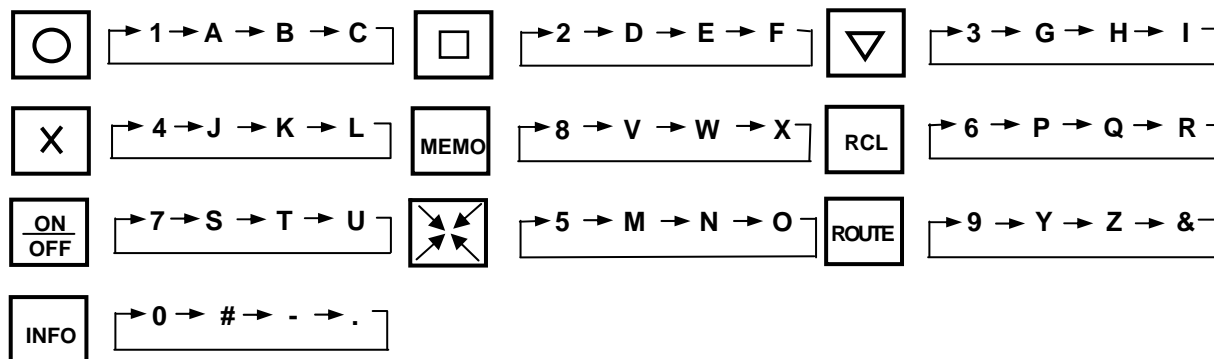 1 A B C 2 D E F 3 G H I
4 J K L MEMO 8 V W X RCL 6 P Q R
ON
OFF 7 S T U 5 M N O ROUTE 9 Y Z &
INFO 0 # - .